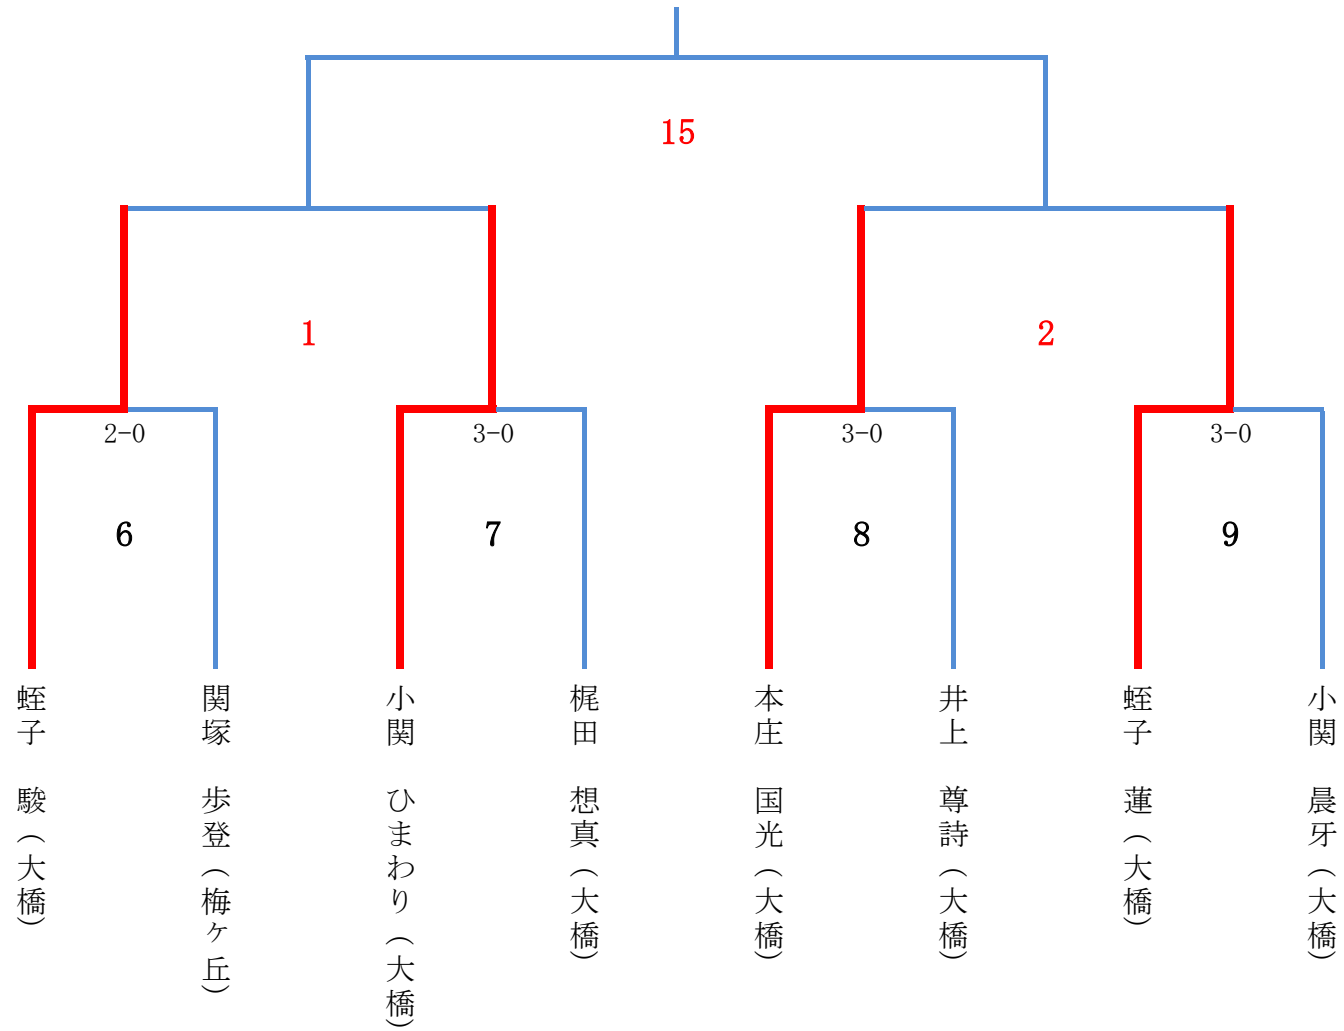 15
1
2
2-0
3-0
3-0
3-0
6
7
8
9
蛭子 駿(大橋)
関塚 歩登(梅ケ丘)
小関 ひまわり(大橋)
梶田 想真(大橋)
本庄 国光(大橋)
井上 尊詩(大橋)
蛭子 蓮(大橋)
小関 晨牙(大橋)